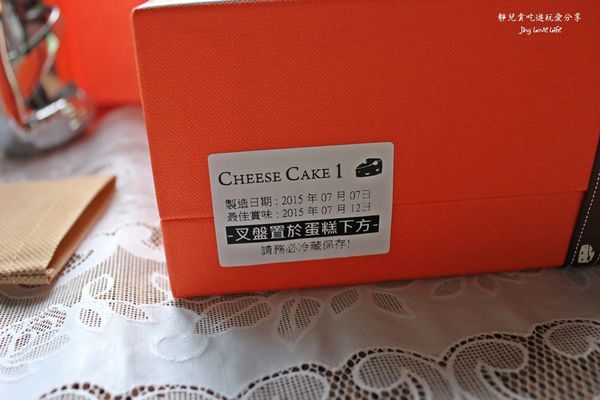 靜兒貪吃遊玩愛分享
Jing Love Life
CHEESE CAKE 1
製造日期：2015 年 07 月 07日
最佳賞味：2015 年 07 月 12日
-叉盤置於蛋糕下方-
請務必冷藏保存!